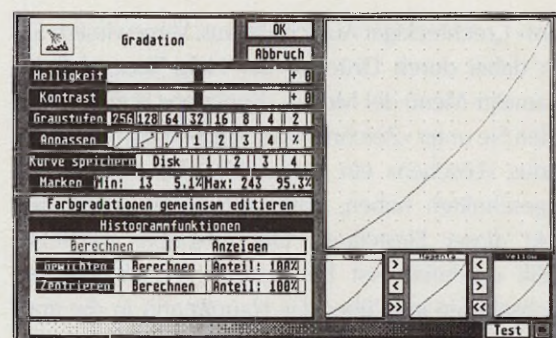 Gradation
OK
Abbruch
Helligkeit + 0
Kontrast + 0
Graustufen 256 128 64 32 16 8 4 2
Anpassen 1 2 3 4 %
Kurve speichern Disk 1 2 3 4
Marken Min: 13 5.1% Max: 243 95.3%
Farbgradationen gemeinsam editieren
Histogrammfunktionen
Berechnen Anzeigen
Gewichten Berechnen Anteil: 100%
Zentrieren Berechnen Anteil: 100%
Cyan > Magenta < Yellow
< >
>> <<
Test